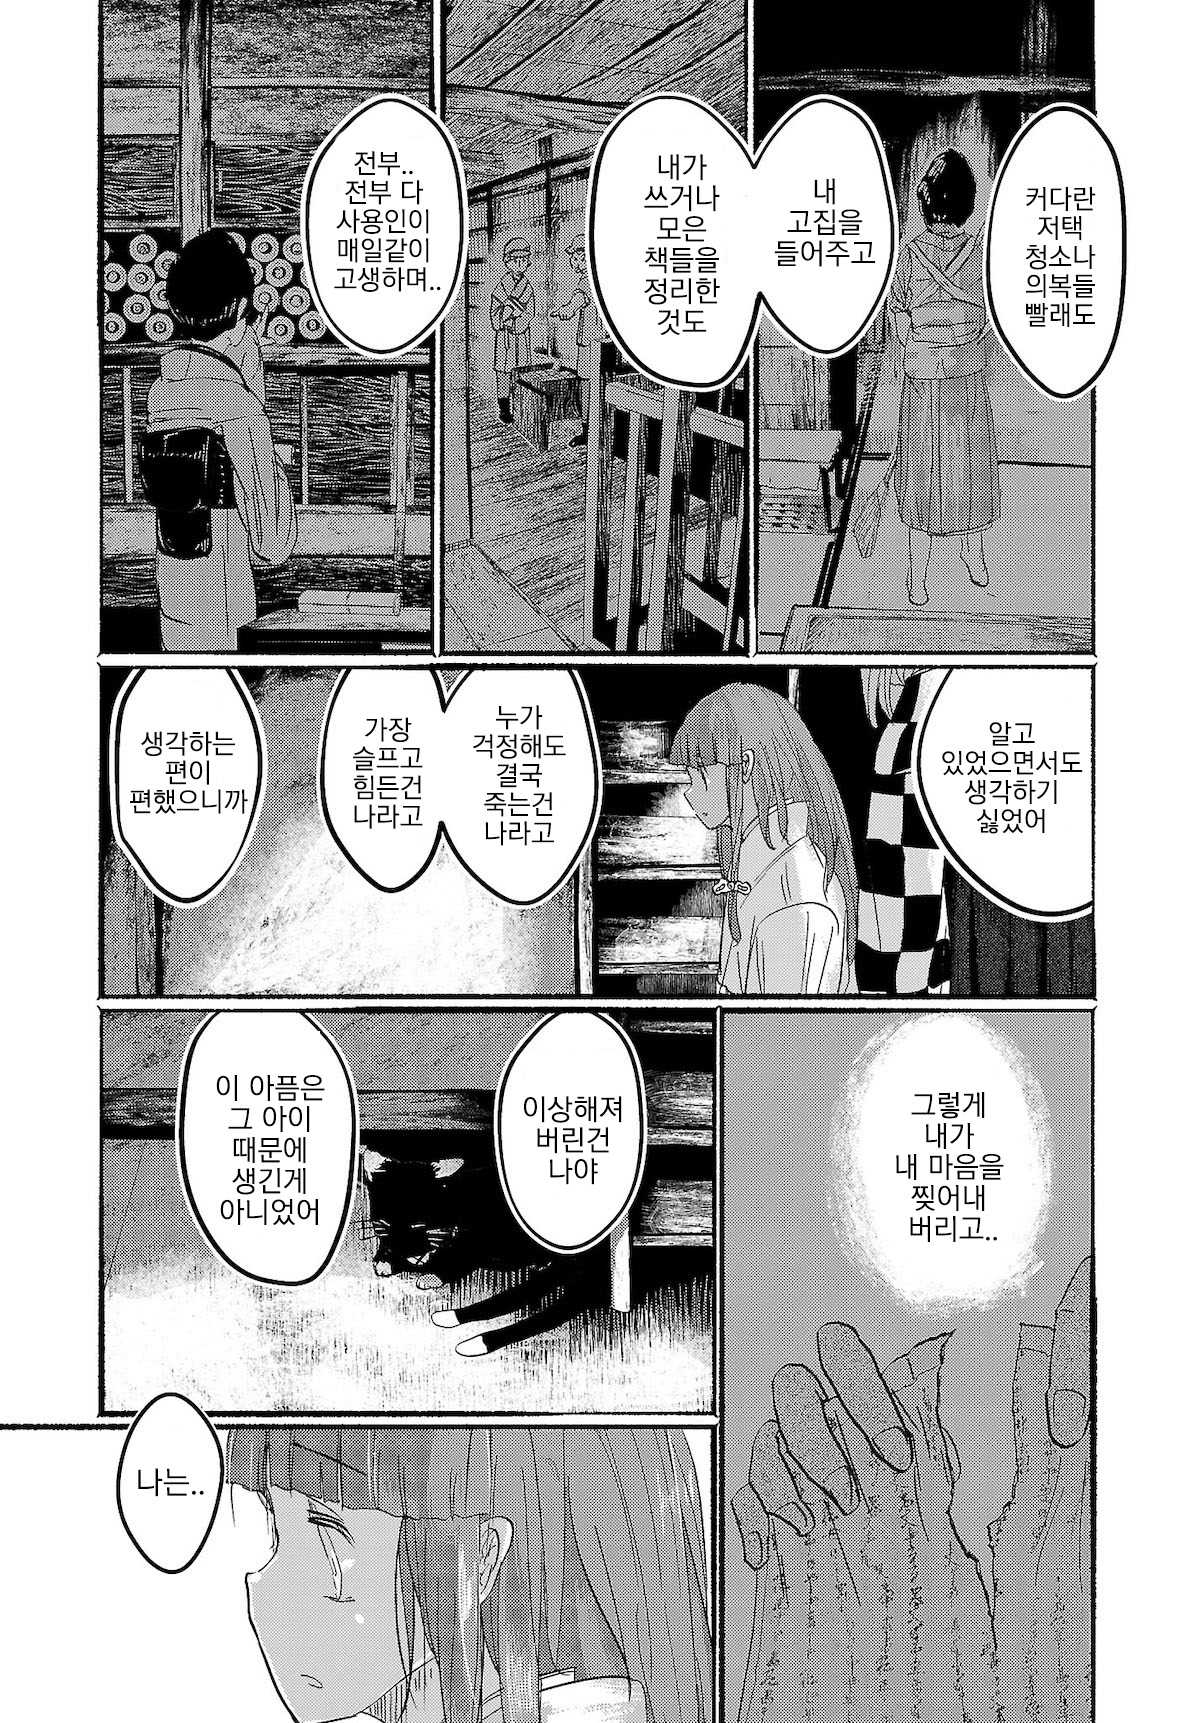 커다란
저택
청소나
의복들
빨래도
내
고집을
들어주고
내가
쓰거나
모은
책들을
정리한
것도
전부..
전부 다
사용인이
매일같이
고생하며..
알고
있었으면서도
생각하기
싫었어
누가
걱정해도
결국
죽는건
나라고
가장
슬프고
힘든건
나라고
생각하는
편이
편했으니까
그렇게
내가
내 마음을
찢어내
버리고..
이상해져
버린건
나야
이 아픔은
그 아이
때문에
생긴게
아니었어
나는..